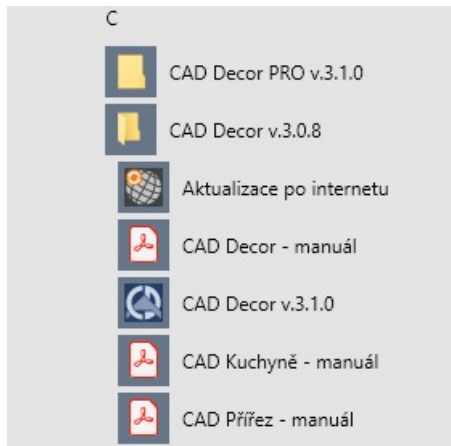 C
CAD Decor PRO v.3.1.0
CAD Decor v.3.0.8
Aktualizace po internetu
CAD Decor - manuál
CAD Decor v.3.1.0
CAD Kuchyně - manuál
CAD Přířez - manuál